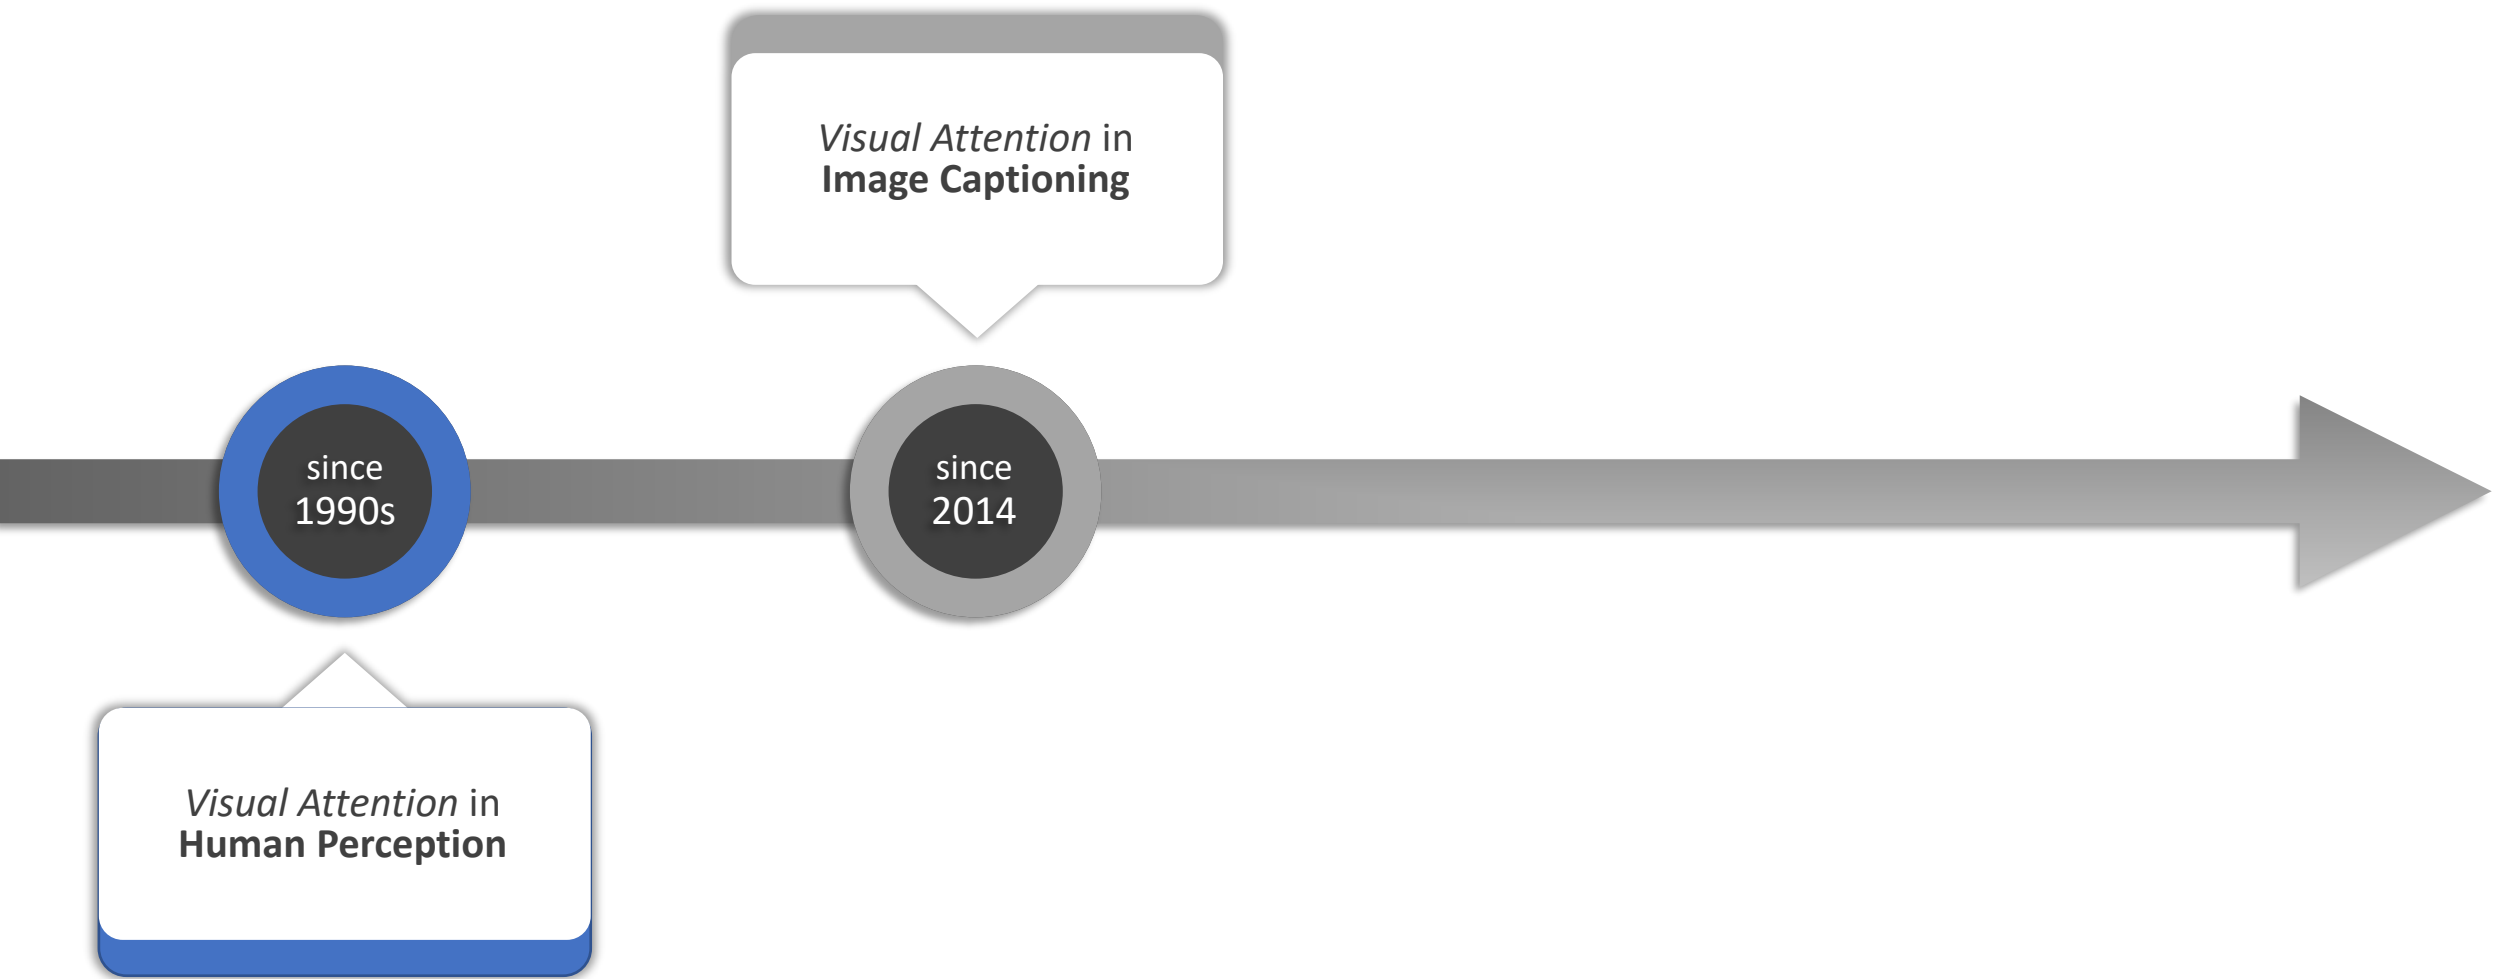 Visual Attention in
Image Captioning
since
1990s
since
2014
Visual Attention in
Human Perception